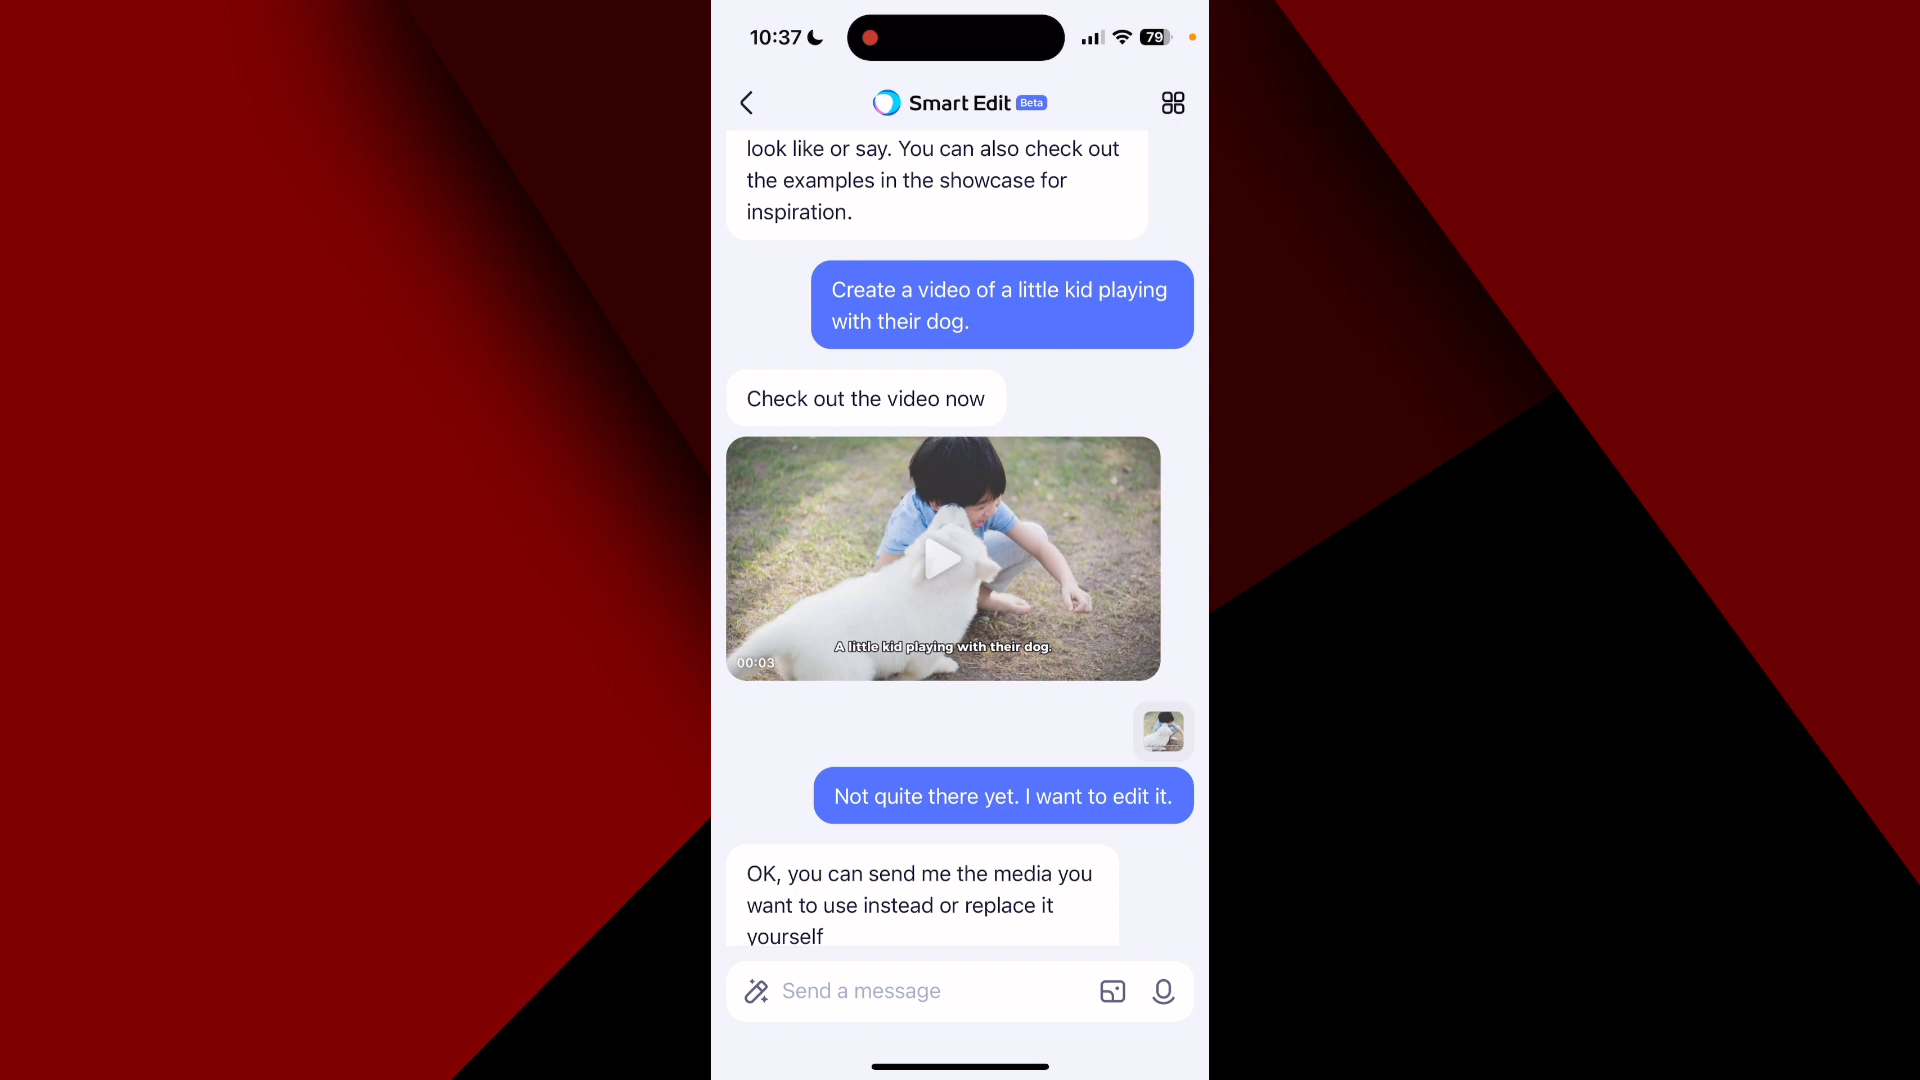 10:37
79
Smart Edit Beta
look like or say. You can also check out
the examples in the showcase for
inspiration.
Create a video of a little kid playing
with their dog.
Check out the video now
A little kid playing with their dog.
00:03
Not quite there yet. I want to edit it.
OK, you can send me the media you
want to use instead or replace it
yourself
Send a message